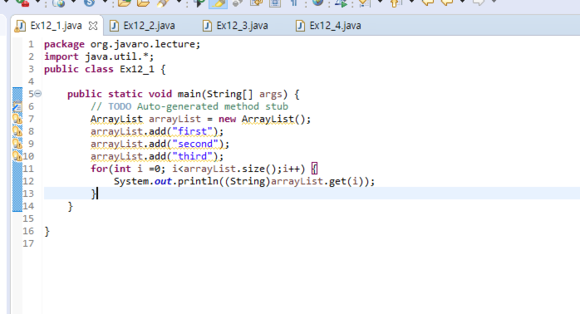 Ex12_1.java Ex12_2.java Ex12_3.java Ex12_4.java
1 package org.javaro.lecture;
2 import java.util.*;
3 public class Ex12_1 {
4
5 public static void main(String[] args) {
6 // TODO Auto-generated method stub
7 ArrayList arrayList = new ArrayList();
8 arrayList.add("first");
9 arrayList.add("second");
10 arrayList.add("third");
11 for(int i =0; i<arrayList.size();i++) {
12 System.out.println((String)arrayList.get(i));
13 }
14 }
15
16 }
17